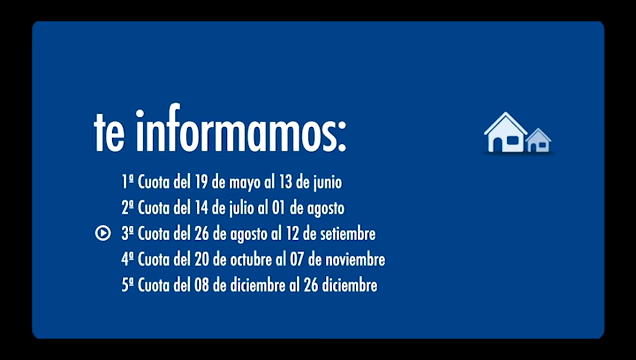 te informamos:
1ª Cuota del 19 de mayo al 13 de junio
2ª Cuota del 14 de julio al 01 de agosto
3ª Cuota del 26 de agosto al 12 de setiembre
4ª Cuota del 20 de octubre al 07 de noviembre
5ª Cuota del 08 de diciembre al 26 diciembre